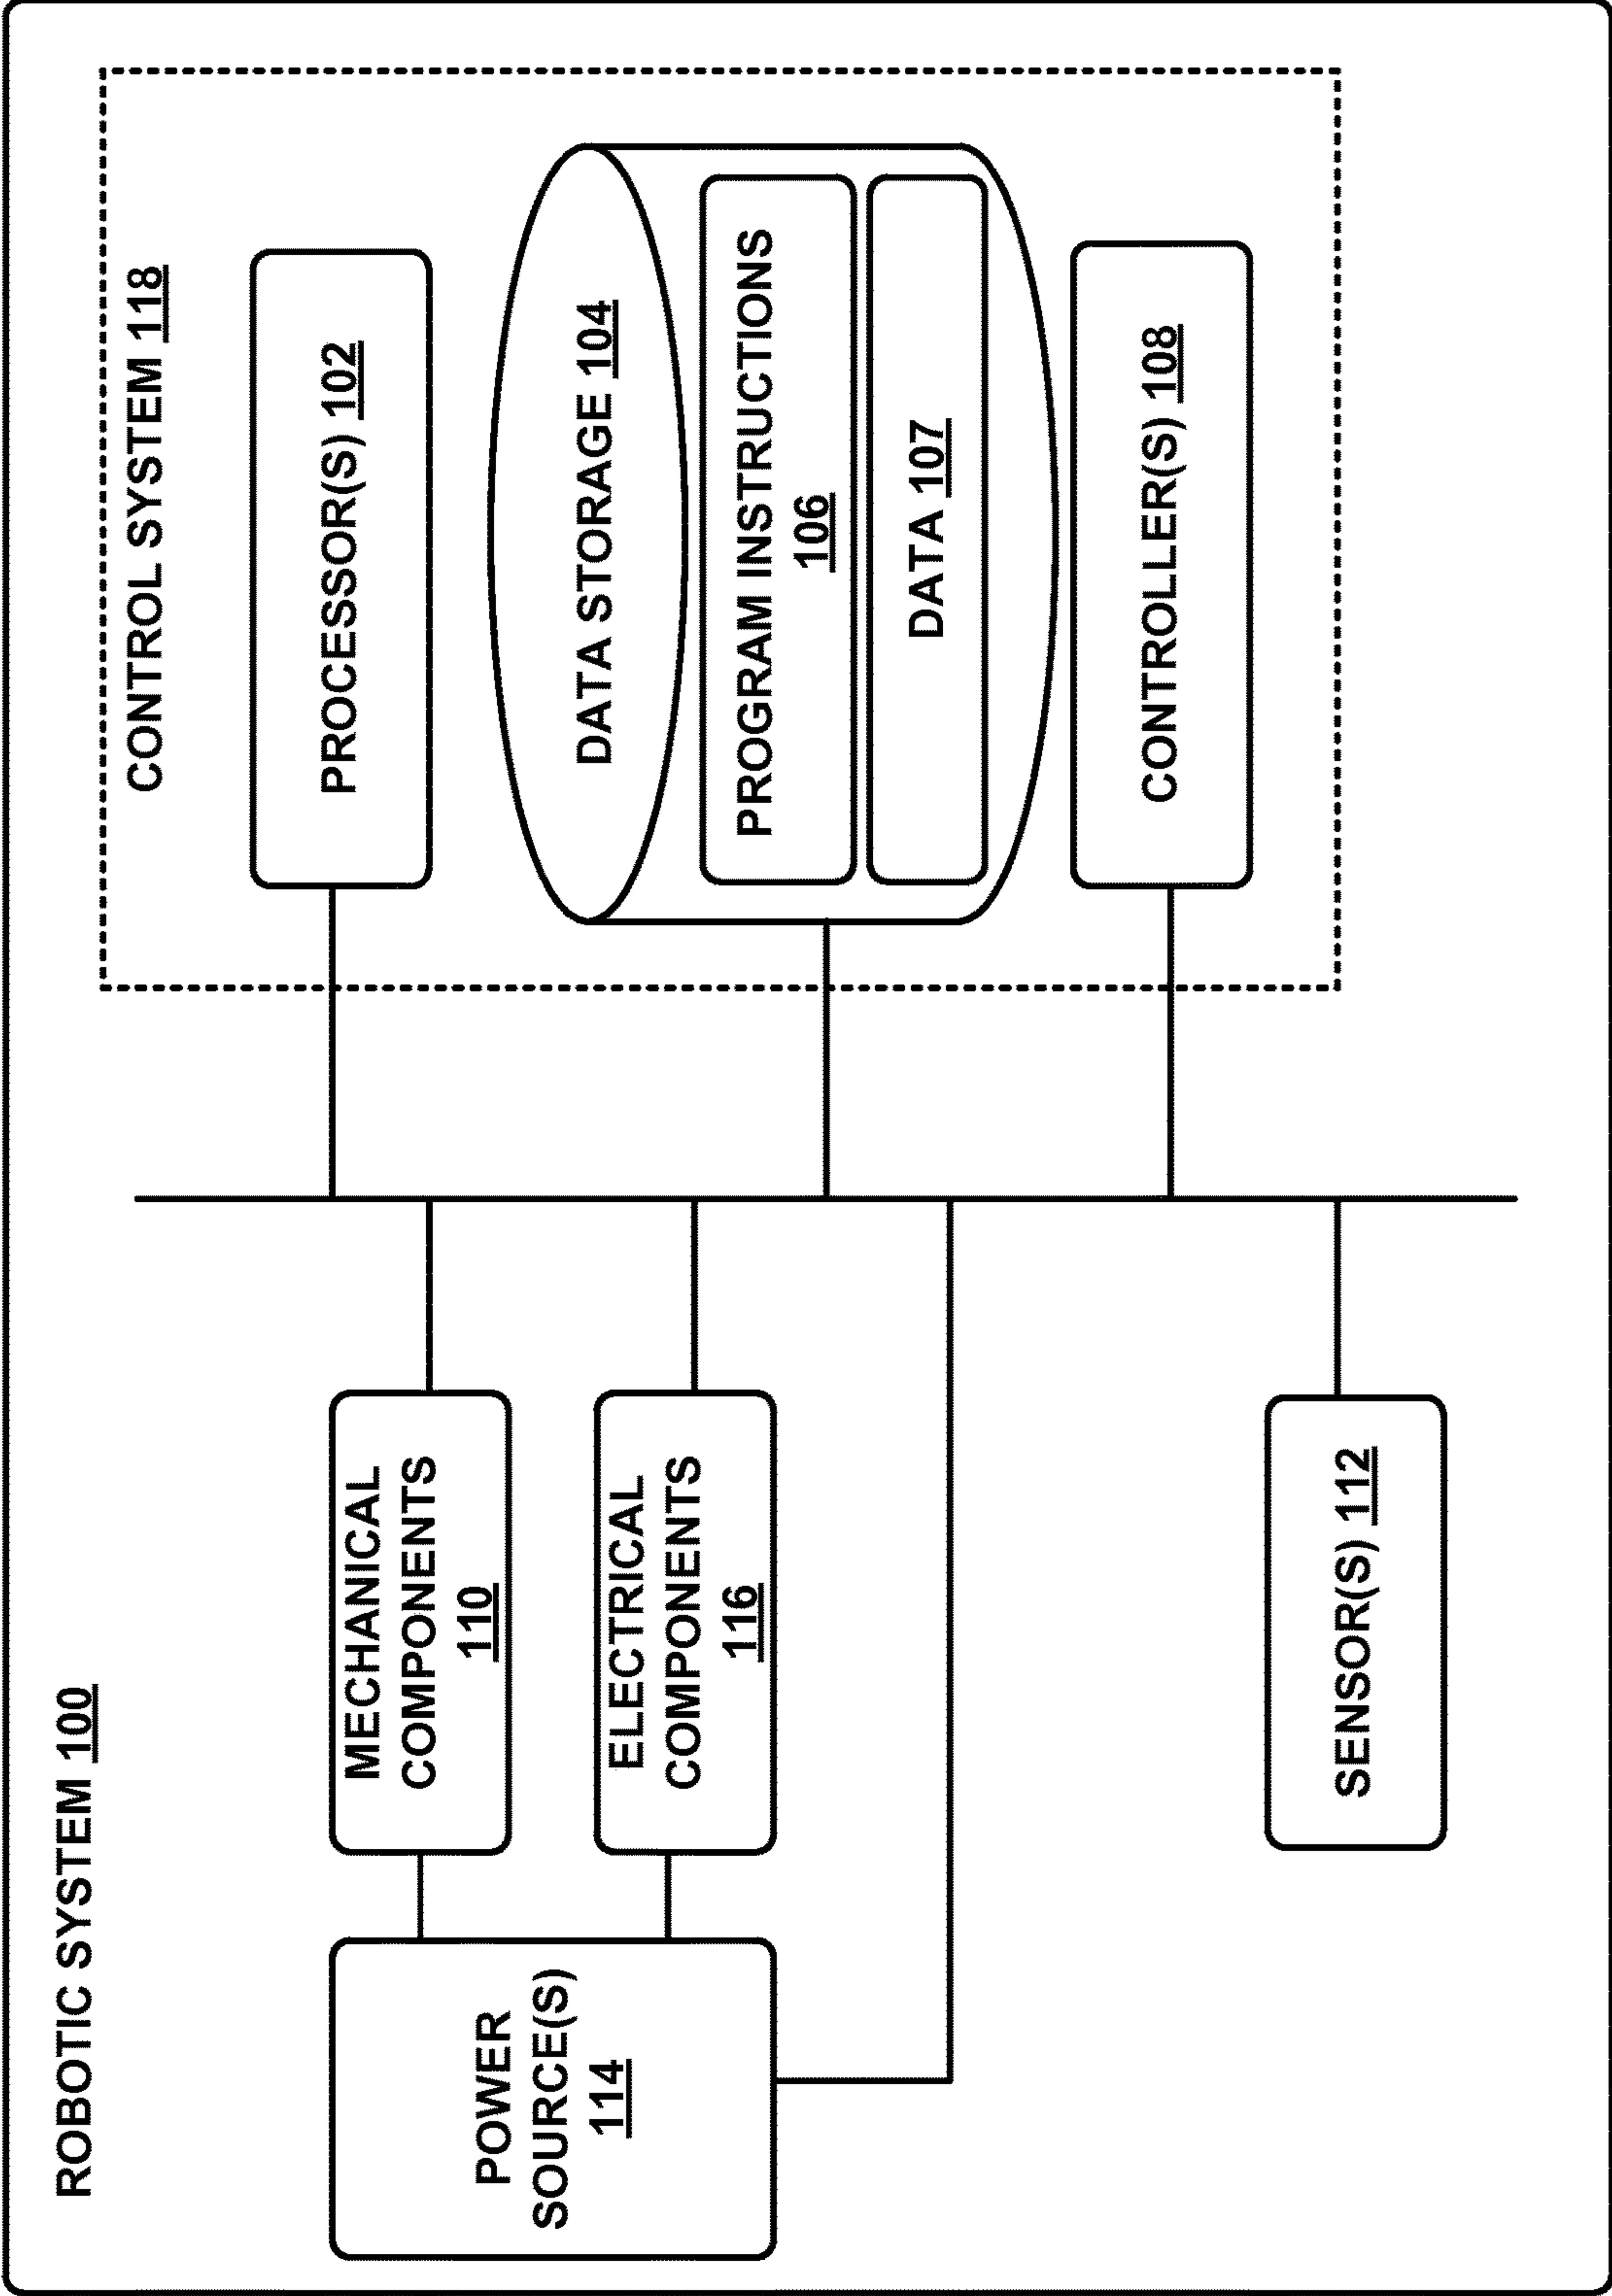 ROBOTIC SYSTEM 100
CONTROL SYSTEM 118
POWER
SOURCE(S)
114
MECHANICAL
COMPONENTS
110
ELECTRICAL
COMPONENTS
116
SENSOR(S) 112
PROCESSOR(S) 102
DATA STORAGE 104
PROGRAM INSTRUCTIONS
106
DATA 107
CONTROLLER(S) 108